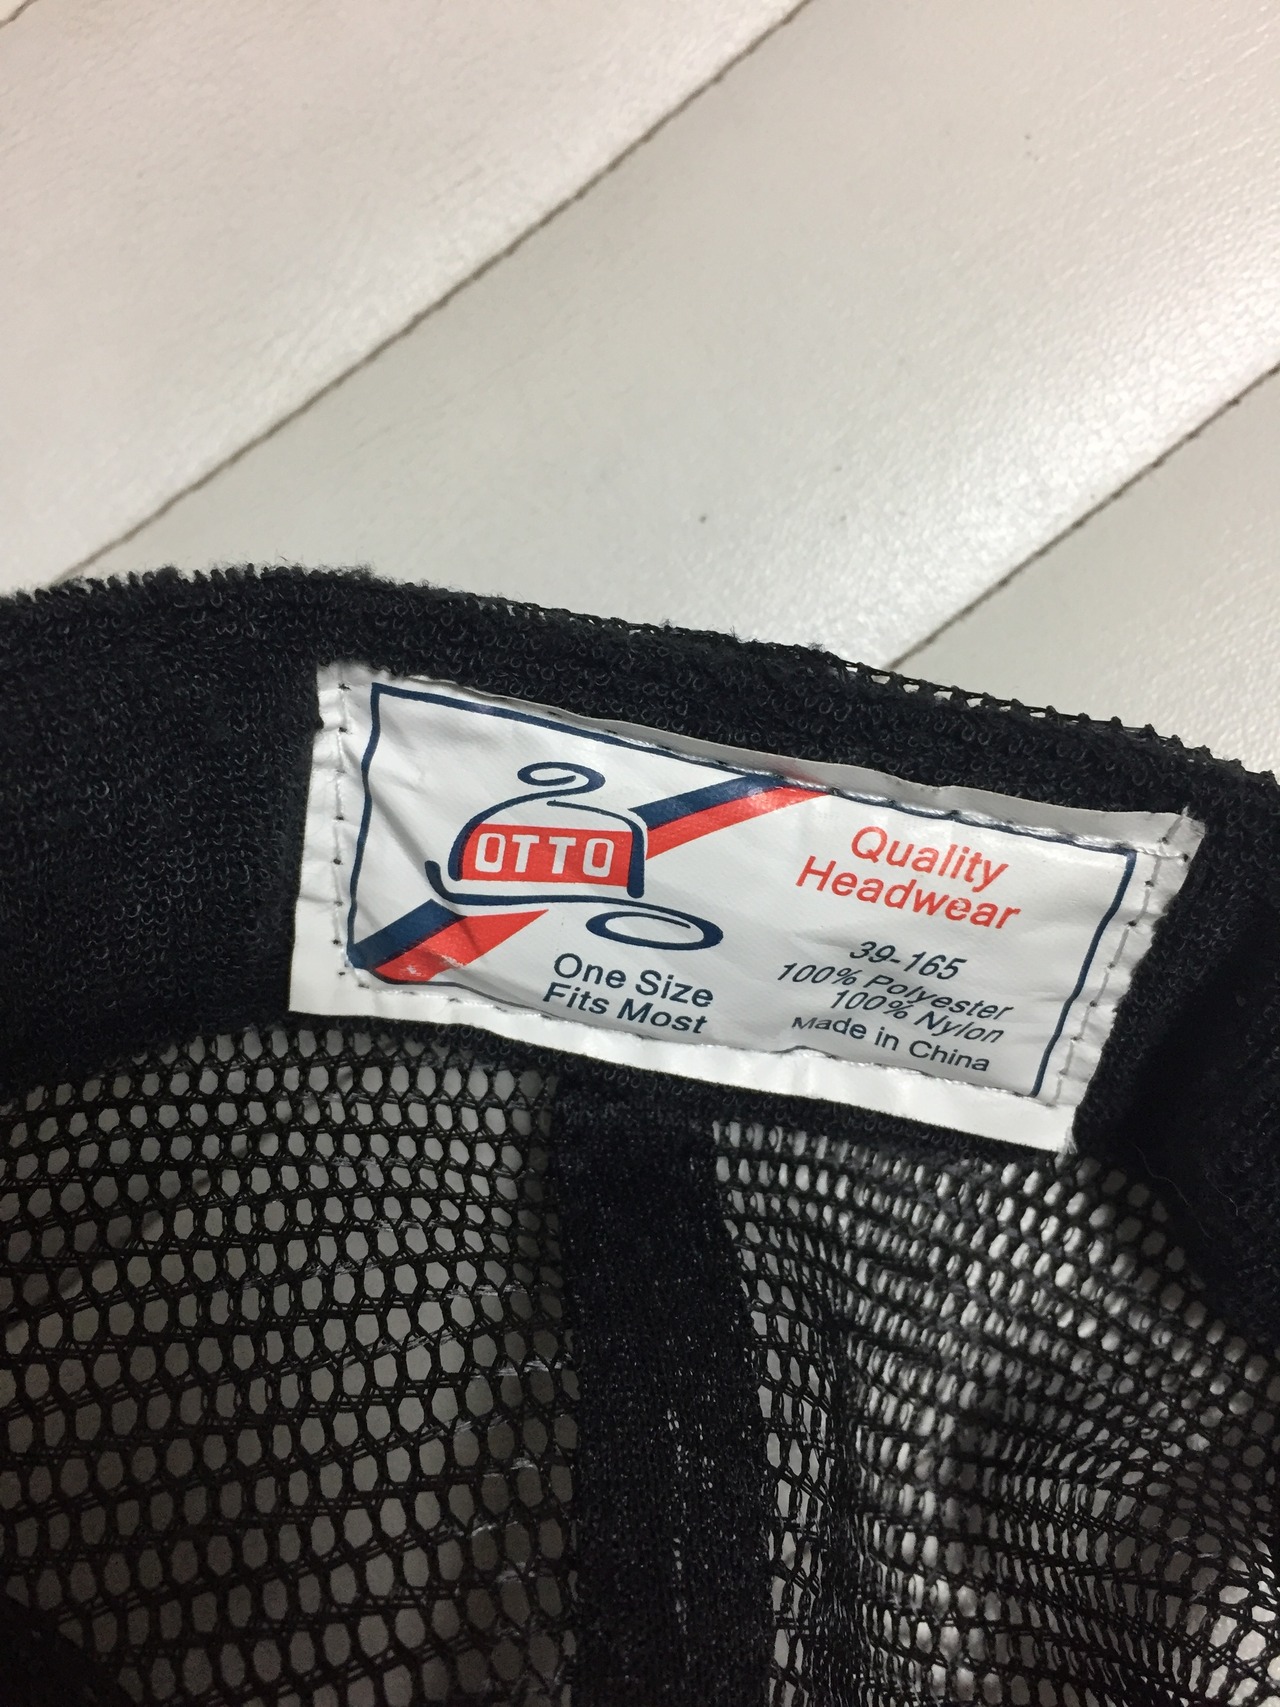 OTTO
One Size
Fits Most
Quality
Headwear
39-165
100% Polyester
100% Nylon
Made in China